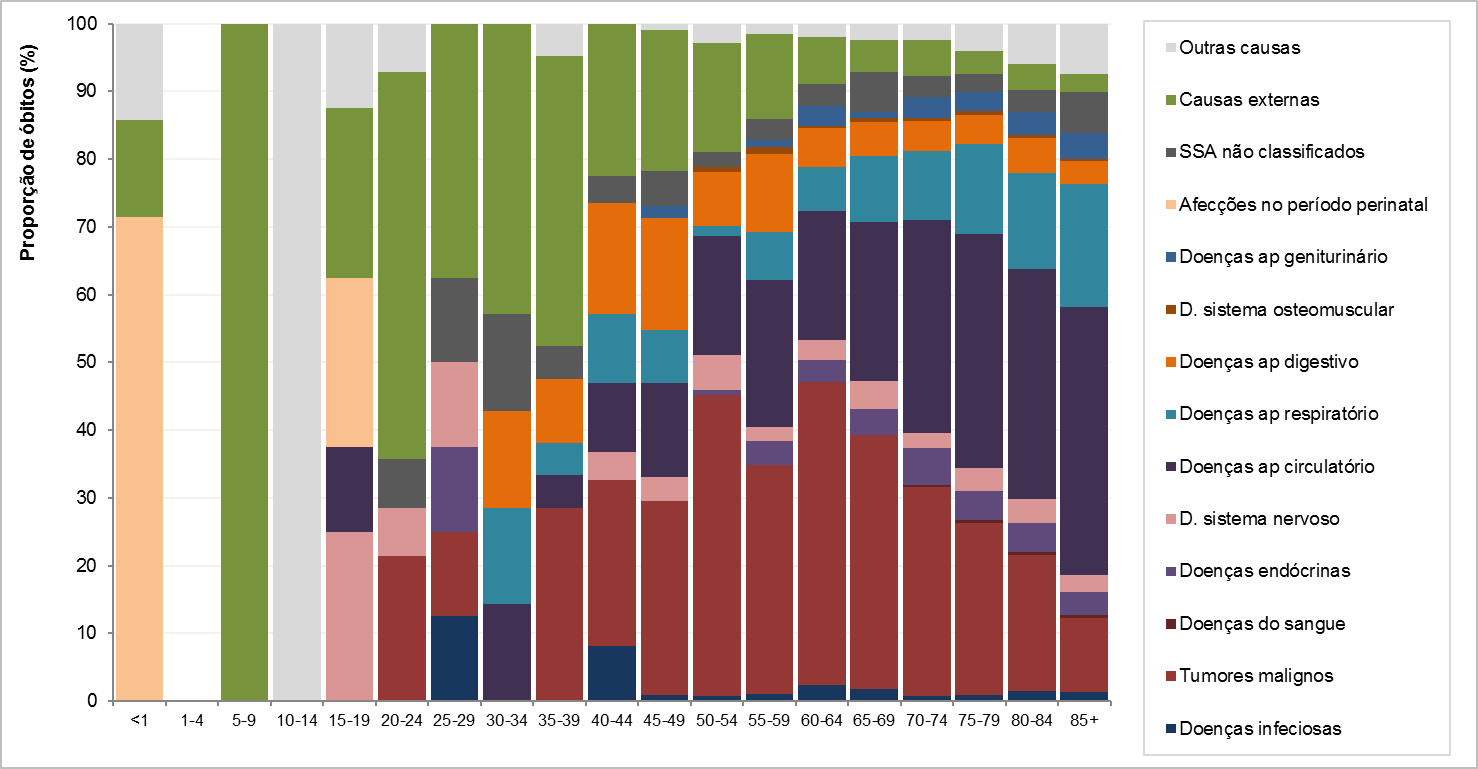 Proporção de óbitos (%)
100
90
80
70
60
50
40
30
20
10
0
<1 1-4 5-9 10-14 15-19 20-24 25-29 30-34 35-39 40-44 45-49 50-54 55-59 60-64 65-69 70-74 75-79 80-84 85+
Outras causas
Causas externas
SSA não classificados
Afecções no período perinatal
Doenças ap geniturinário
D. sistema osteomuscular
Doenças ap digestivo
Doenças ap respiratório
Doenças ap circulatório
D. sistema nervoso
Doenças endócrinas
Doenças do sangue
Tumores malignos
Doenças infeciosas